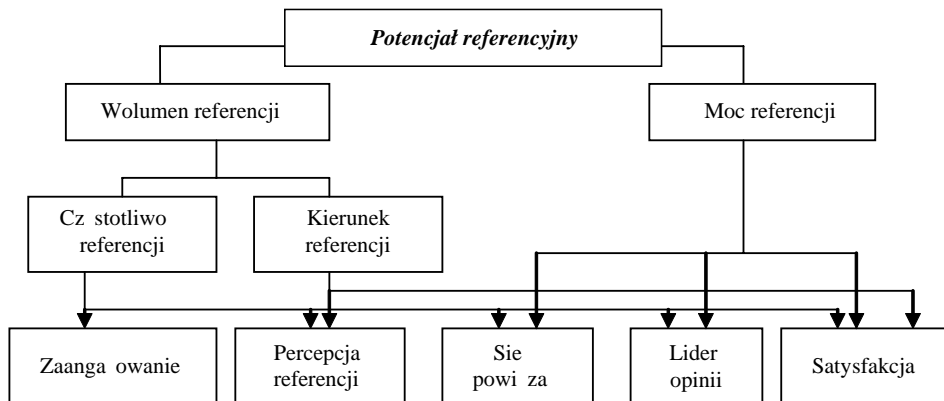 Potencjał referencyjny
Wolumen referencji
Moc referencji
Cz stotliwo
referencji
Kierunek
referencji
Zaanga owanie
Percepcja
referencji
Sie
powi za
Lider
opinii
Satysfakcja